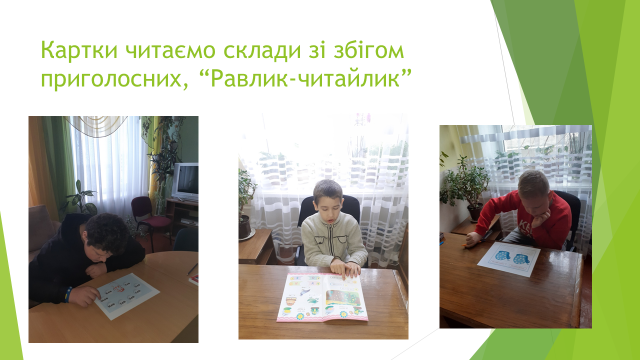 Картки читаємо склади зі збігом
приголосних, “Равлик-читайлик”